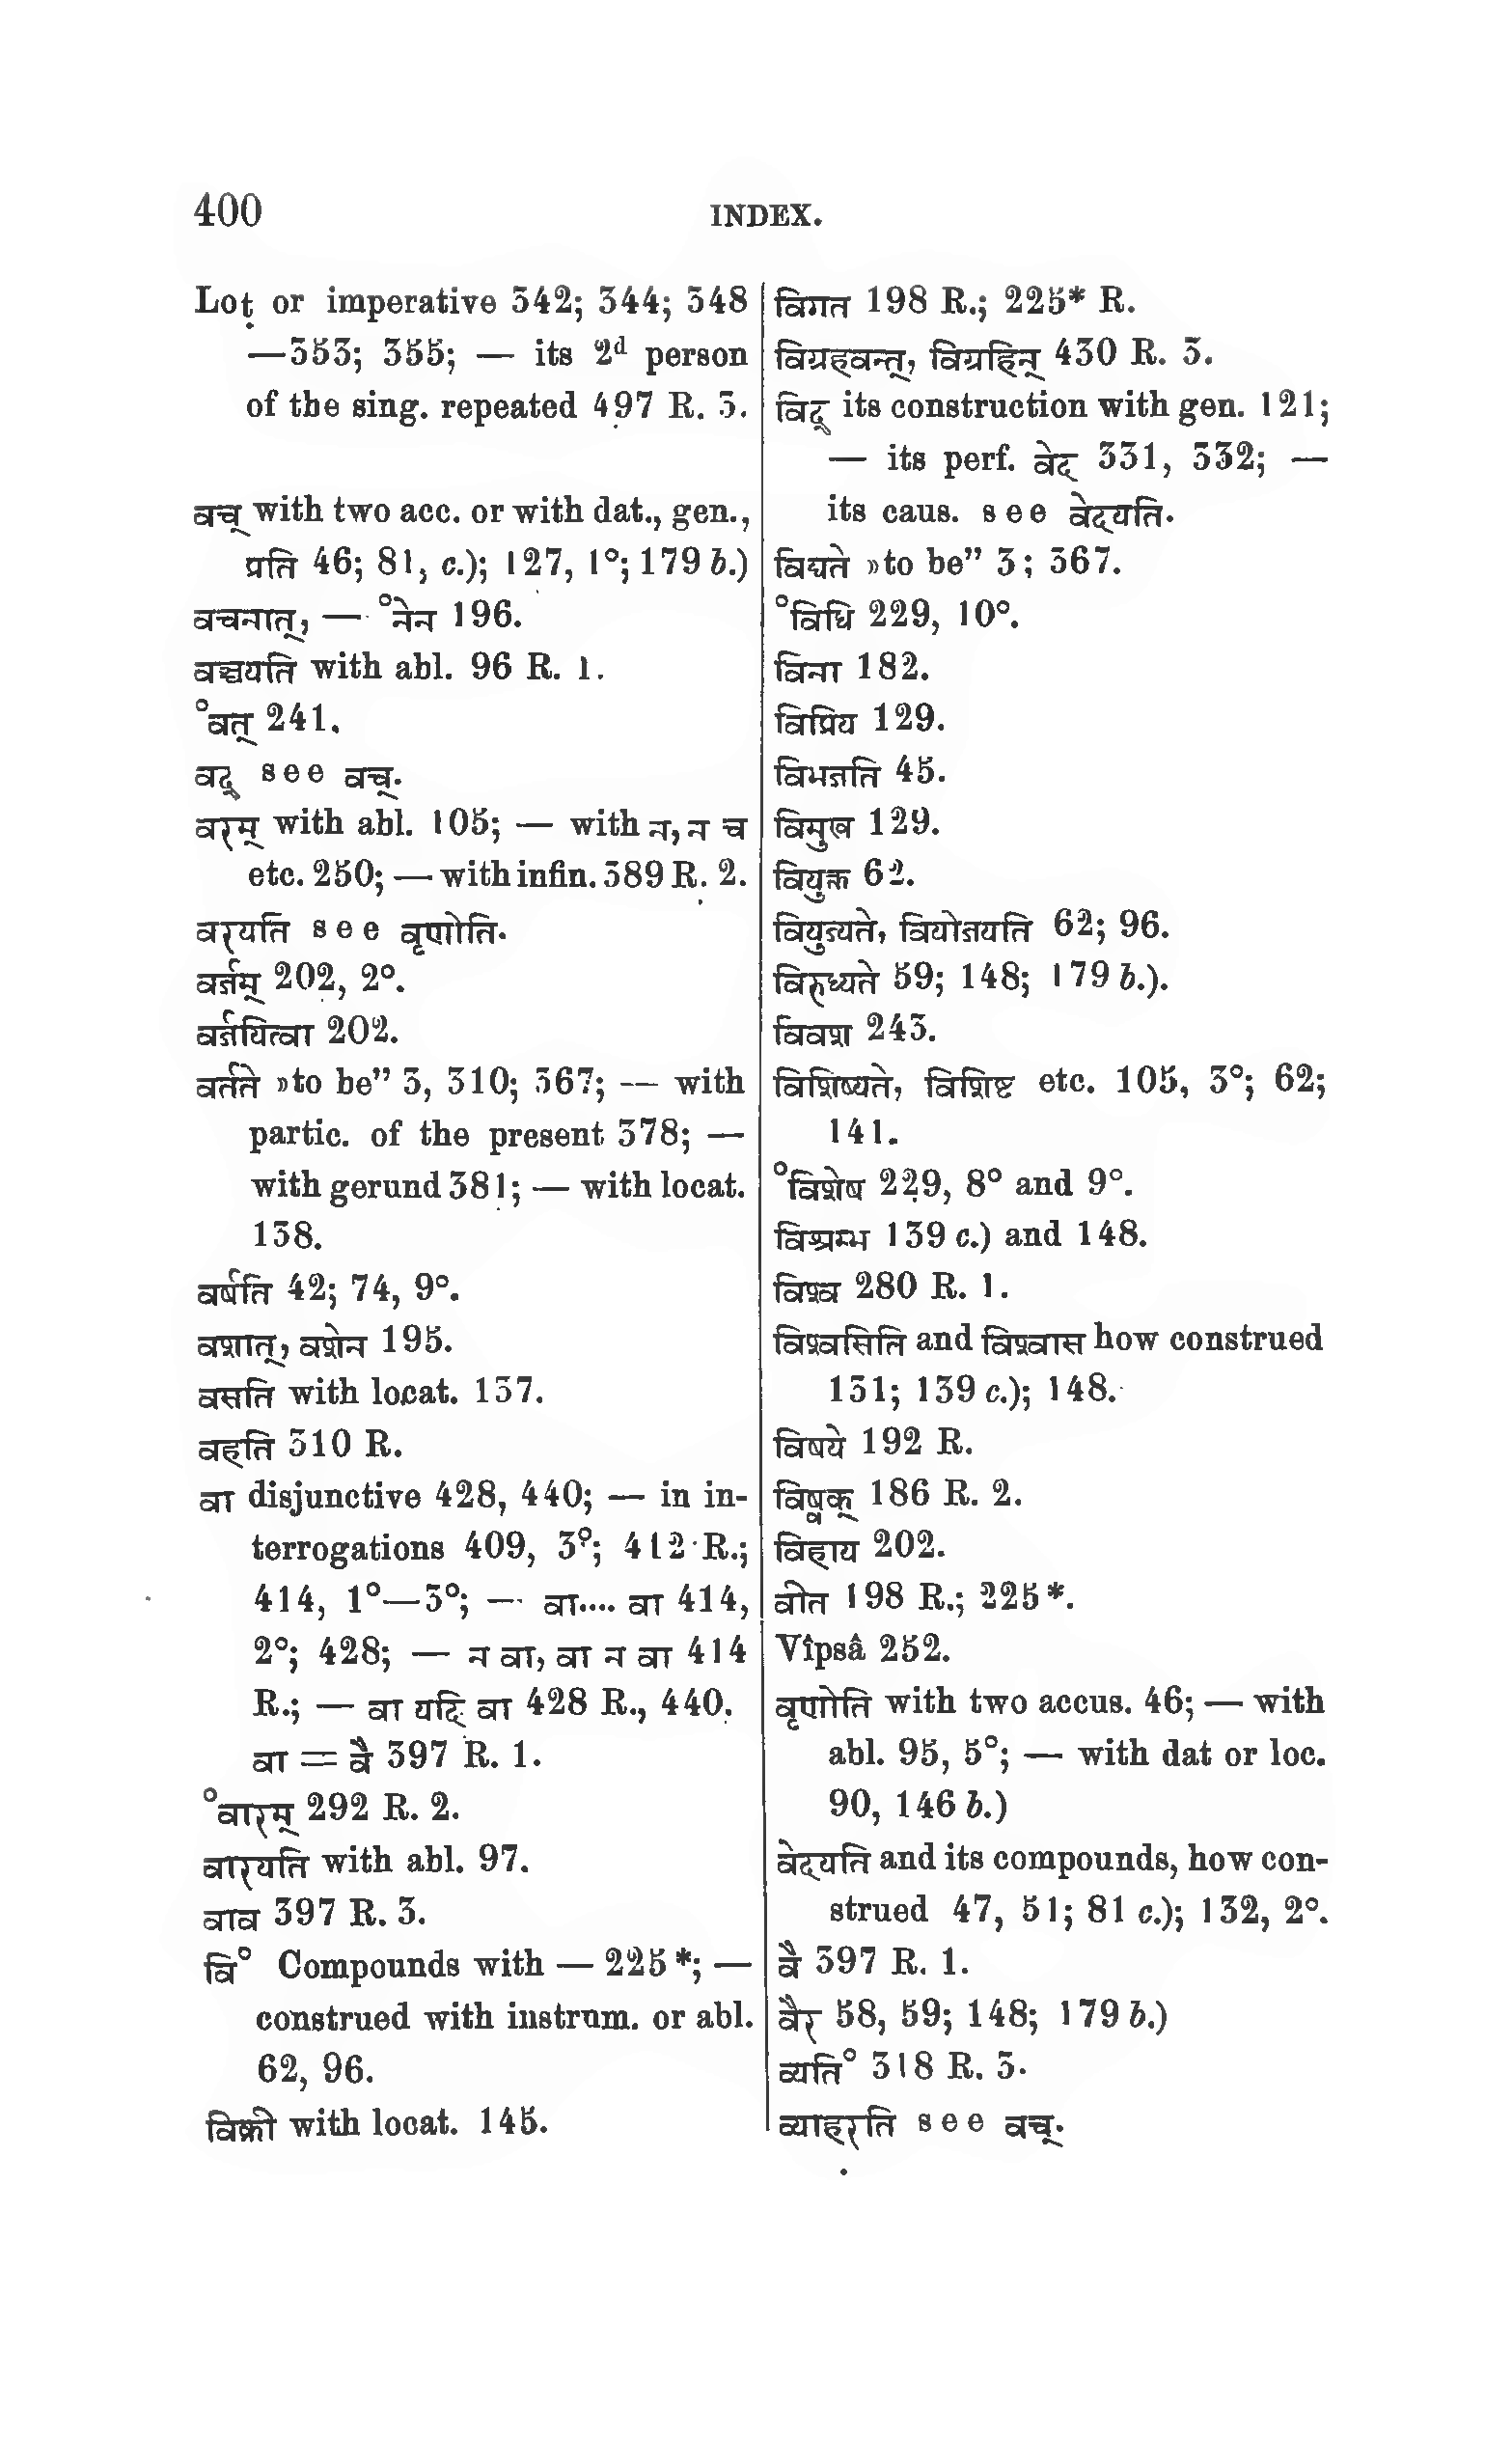 400 INDEX.
Loṭ or imperative 342; 344; 348
—353; 355; — its 2d person
of the sing. repeated 497 R. 3.
वच् with two acc. or with dat., gen.,
प्रति 46; 81, c.); 127, 1°; 179 b.)
वचनात्, — °नेन 196.
वञ्चयति with abl. 96 R. 1.
°वत् 241.
वद् see वच्.
वरम् with abl. 105; — with न, न च
etc. 250; — with infin. 389 R. 2.
वरयति see वृणोति.
वर्जम् 202, 2°.
वर्जयित्वा 202.
वर्तते »to be” 3, 310; 367; — with
partic. of the present 378; —
with gerund 381; — with locat.
138.
वर्षति 42; 74, 9°.
वशात्, वशेन 195.
वसति with locat. 137.
वहति 310 R.
वा disjunctive 428, 440; — in in-
terrogations 409, 3°; 412 R.;
414, 1°—3°; — वा.... वा 414,
2°; 428; — न वा, वा न वा 414
R.; — वा यदि वा 428 R., 440.
वा = वै 397 R. 1.
°वारम् 292 R. 2.
वारयति with abl. 97.
वाव 397 R. 3.
वि° Compounds with — 225*; —
construed with instrum. or abl.
62, 96.
विक्री with locat. 145.
विगत 198 R.; 225* R.
विग्रहवन्त्, विग्रहिन् 430 R. 3.
विद् its construction with gen. 121;
— its perf. वेद 331, 332; —
its caus. see वेदयति.
विद्यते »to be” 3; 367.
°विधि 229, 10°.
विना 182.
विप्रिय 129.
विभजति 45.
विमुख 129.
वियुक्त 62.
वियुज्यते, वियोजयति 62; 96.
विरुध्यते 59; 148; 179 b.).
विवश 243.
विशिष्यते, विशिष्ट etc. 105, 3°; 62;
141.
°विशेष 229, 8° and 9°.
विश्रम्भ 139 c.) and 148.
विश्व 280 R. 1.
विश्वसिति and विश्वास how construed
131; 139 c.); 148.
विषये 192 R.
विष्वक् 186 R. 2.
विहाय 202.
वीत 198 R.; 225*.
Vîpsâ 252.
वृणोति with two accus. 46; — with
abl. 95, 5°; — with dat or loc.
90, 146 b.)
वेदयति and its compounds, how con-
strued 47, 51; 81 c.); 132, 2°.
वै 397 R. 1.
वैर 58, 59; 148; 179 b.)
व्यति° 318 R. 3.
व्याहरति see वच्.